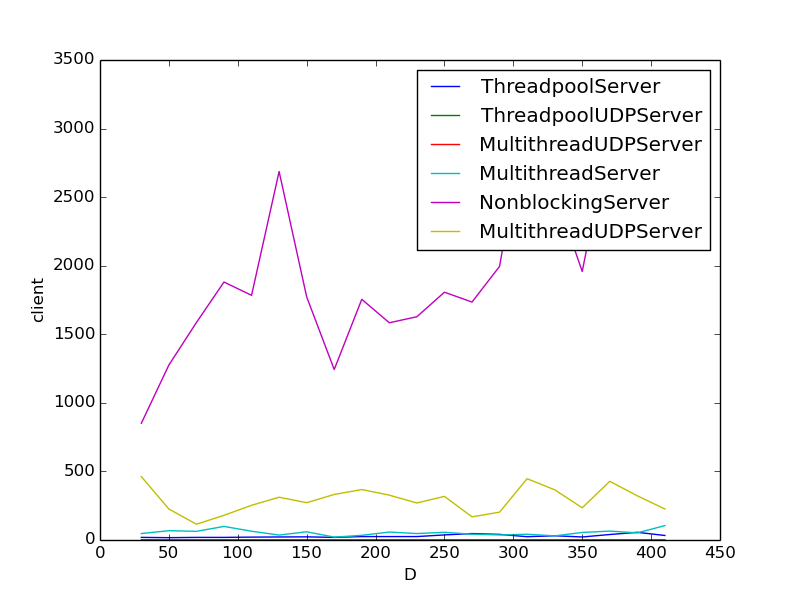 3500
3000
2500
2000
1500
1000
500
0
client
ThreadpoolServer
ThreadpoolUDPServer
MultithreadUDPServer
MultithreadServer
NonblockingServer
MultithreadUDPServer
0 50 100 150 200 250 300 350 400 450
D